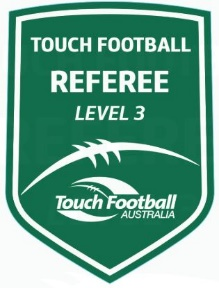 TOUCH FOOTBALL
REFEREE
LEVEL 3
Touch Football
AUSTRALIA